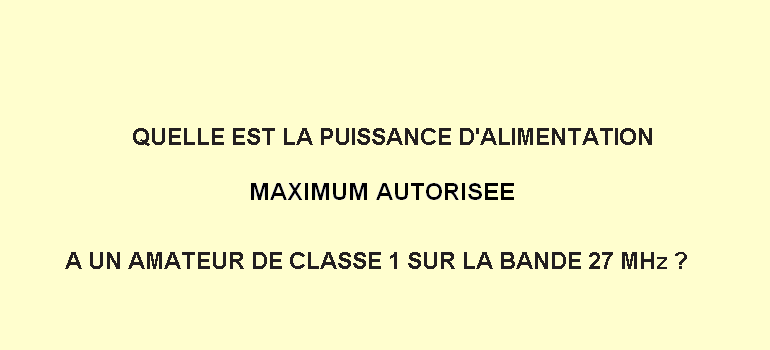 QUELLE EST LA PUISSANCE D'ALIMENTATION
MAXIMUM AUTORISEE
A UN AMATEUR DE CLASSE 1 SUR LA BANDE 27 MHz ?